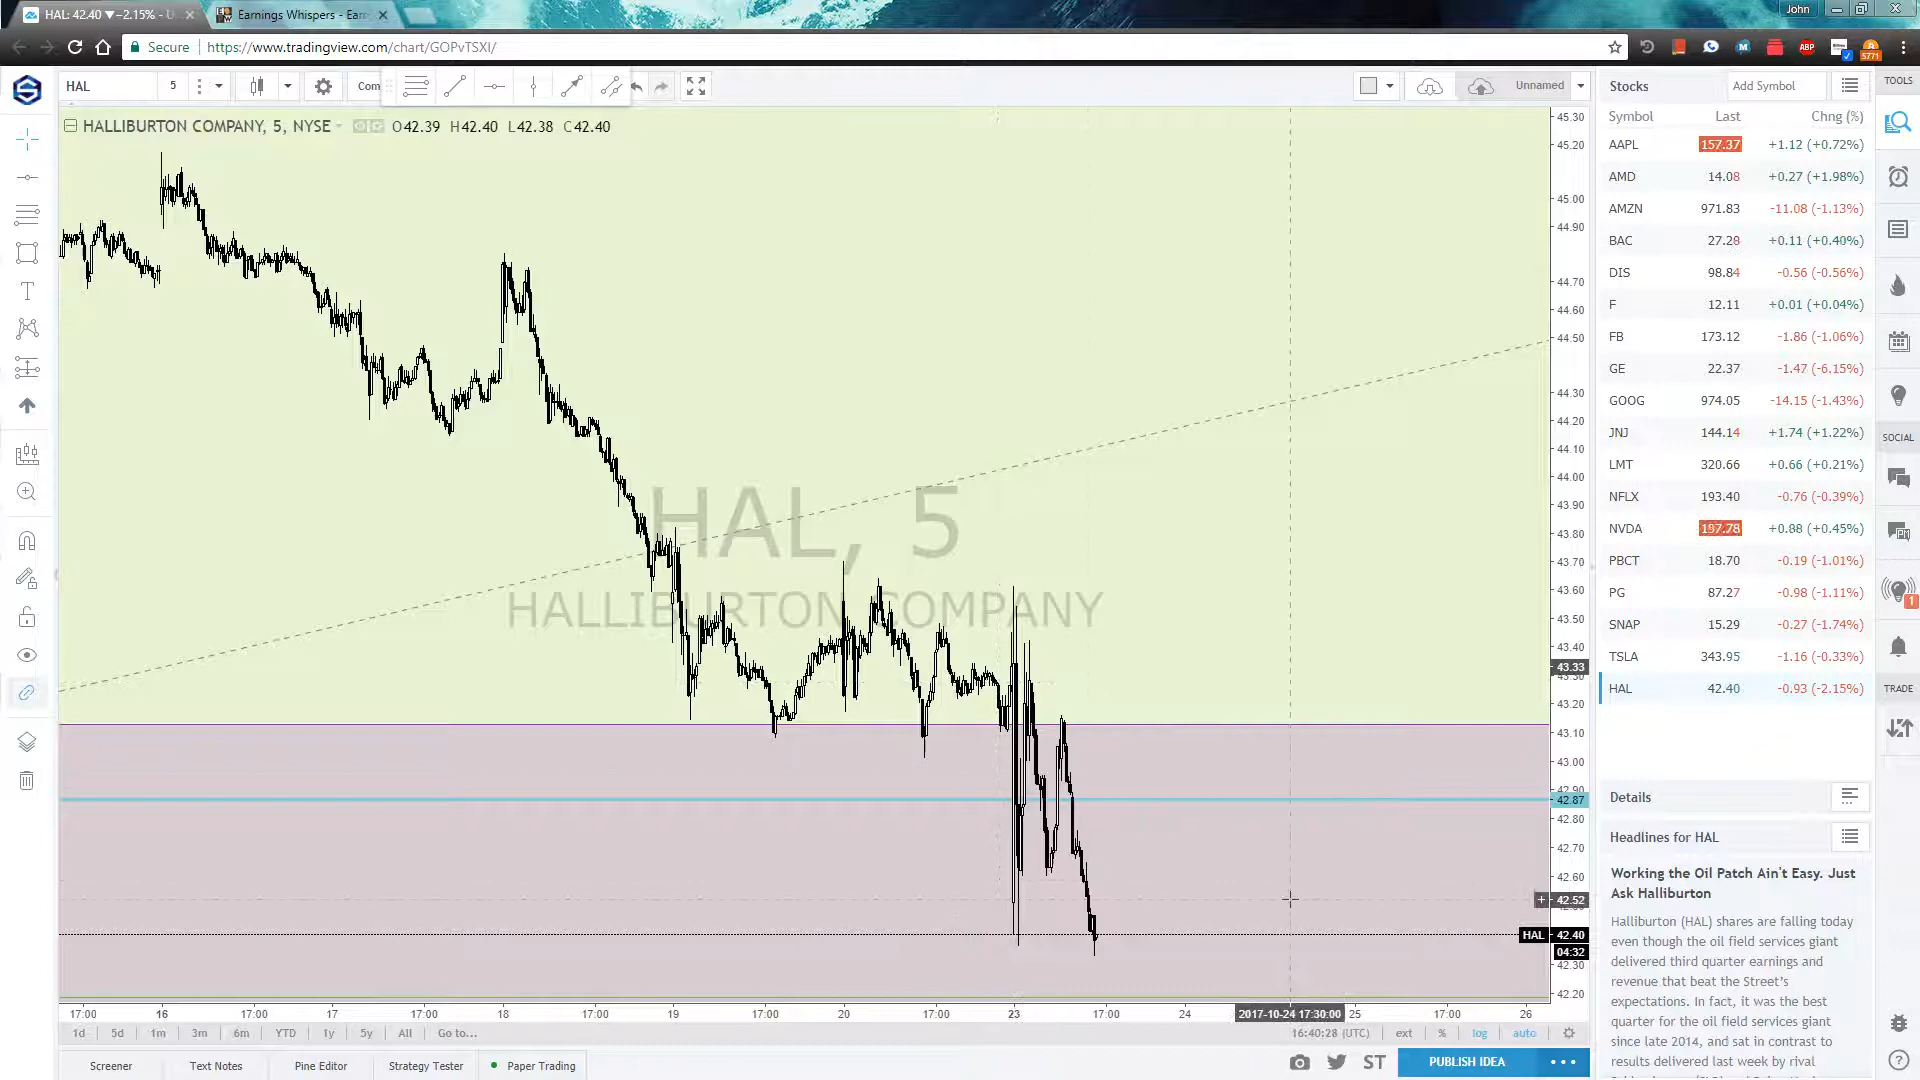 HAL: 42.40 ▼−2.15% - U
Earnings Whispers - Earn
John
Secure
https://www.tradingview.com/chart/GOPvTSXI/
ABP
5771
HAL
5
Com
Unnamed
Stocks
Add Symbol
TOOLS
HALLIBURTON COMPANY, 5, NYSE
O42.39 H42.40 L42.38 C42.40
Symbol Last Chng (%)
AAPL 157.37 +1.12 (+0.72%)
AMD 14.08 +0.27 (+1.98%)
AMZN 971.83 -11.08 (-1.13%)
BAC 27.28 +0.11 (+0.40%)
DIS 98.84 -0.56 (-0.56%)
F 12.11 +0.01 (+0.04%)
FB 173.12 -1.86 (-1.06%)
GE 22.37 -1.47 (-6.15%)
GOOG 974.05 -14.15 (-1.43%)
JNJ 144.14 +1.74 (+1.22%)
LMT 320.66 +0.66 (+0.21%)
NFLX 193.40 -0.76 (-0.39%)
NVDA 197.78 +0.88 (+0.45%)
PBCT 18.70 -0.19 (-1.01%)
PG 87.27 -0.98 (-1.11%)
SNAP 15.29 -0.27 (-1.74%)
TSLA 343.95 -1.16 (-0.33%)
HAL 42.40 -0.93 (-2.15%)
SOCIAL
1
TRADE
45.30
45.20
45.00
44.90
44.70
44.60
44.50
44.30
44.20
44.10
44.00
43.90
43.80
43.70
43.60
43.50
43.40
43.33
43.30
43.20
43.10
43.00
42.90
42.87
42.80
42.70
42.60
42.52
HAL 42.40
04:32
42.30
42.20
HAL, 5
HALLIBURTON COMPANY
17:00 16 17:00 17 17:00 18 17:00 19 17:00 20 17:00 23 17:00 24 2017-10-24 17:30:00 25 17:00 26
1d 5d 1m 3m 6m YTD 1y 5y All Go to...
16:40:28 (UTC) ext % log auto
Screener
Text Notes
Pine Editor
Strategy Tester
Paper Trading
ST
PUBLISH IDEA
Details
Headlines for HAL
Working the Oil Patch Ain't Easy. Just
Ask Halliburton
Halliburton (HAL) shares are falling today
even though the oil field services giant
delivered third quarter earnings and
revenue that beat the Street's
expectations. In fact, it was the best
quarter for the oil field services giant
since late 2014, and sat in contrast to
results delivered last week by rival